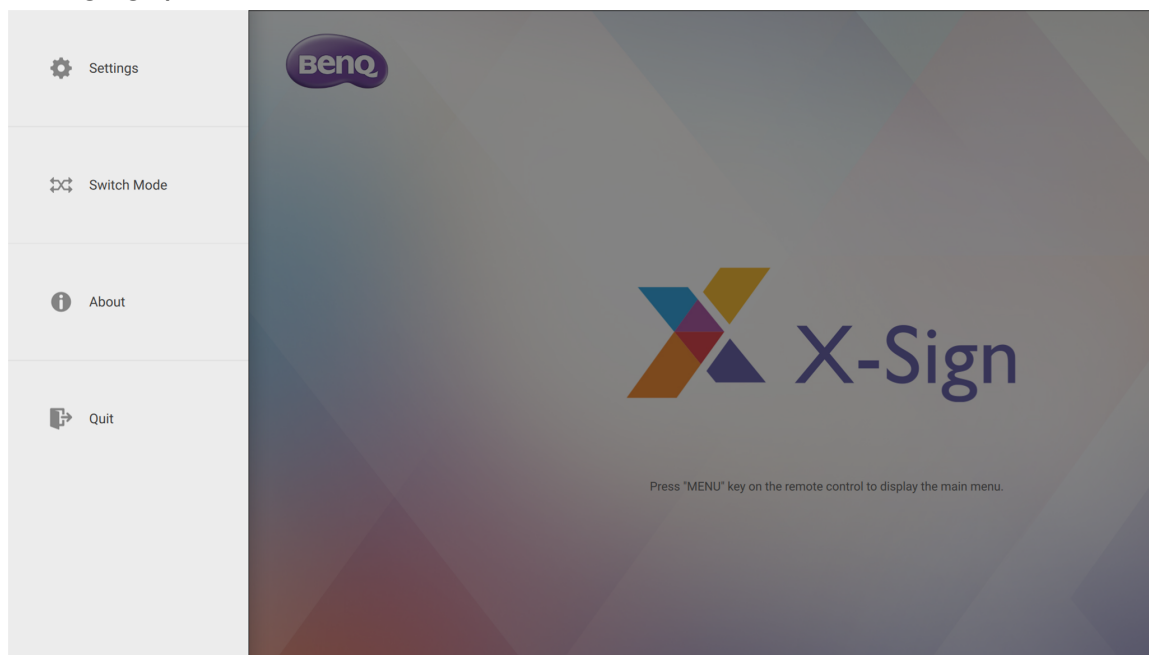 Settings
Switch Mode
About
Quit
BenQ
X-Sign
Press "MENU" key on the remote control to display the main menu.